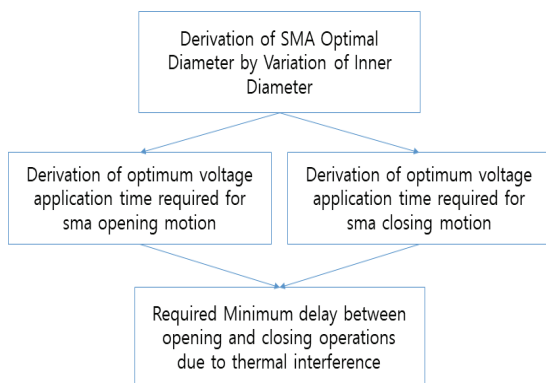 Derivation of SMA Optimal
Diameter by Variation of Inner
Diameter
Derivation of optimum voltage
application time required for
sma opening motion
Derivation of optimum voltage
application time required for
sma closing motion
Required Minimum delay between
opening and closing operations
due to thermal interference